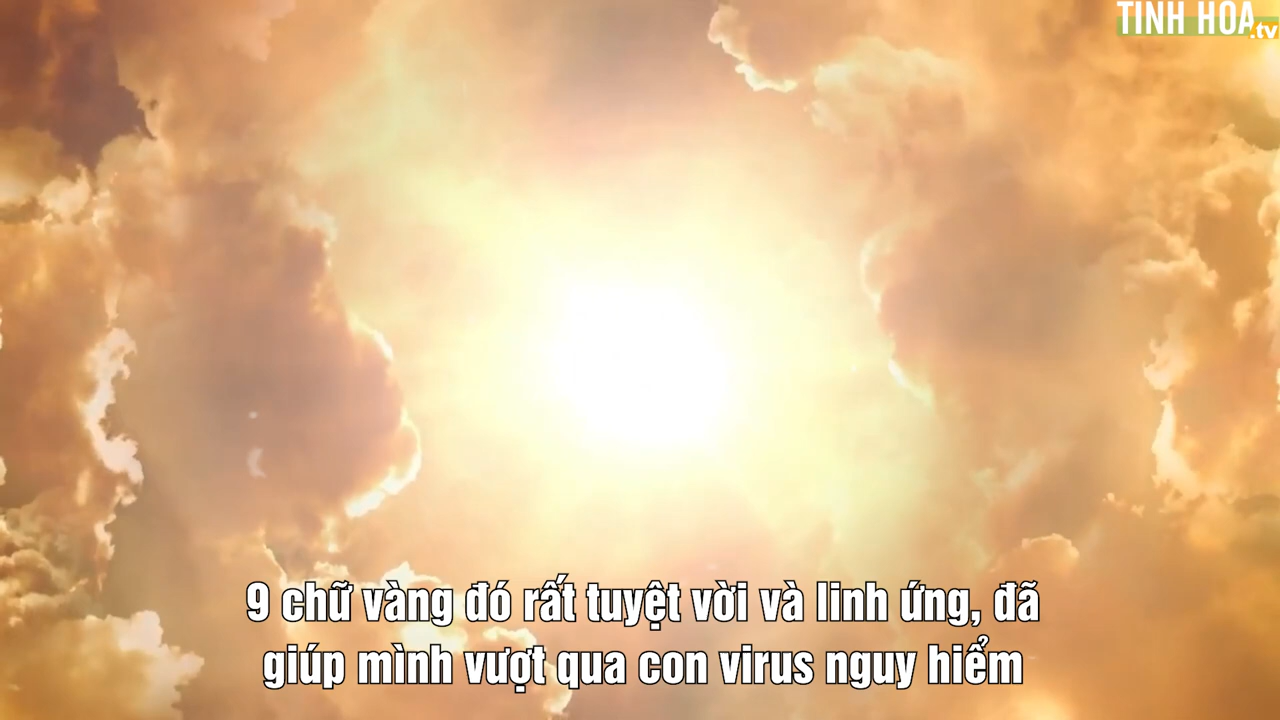 TINH HOA
.tv
9 chữ vàng đó rất tuyệt vời và linh ứng, đã
giúp mình vượt qua con virus nguy hiểm